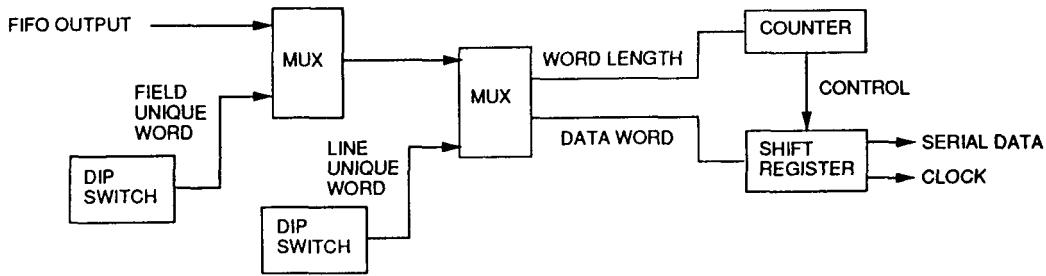 FIFO OUTPUT
MUX
FIELD
UNIQUE
WORD
DIP
SWITCH
LINE
UNIQUE
WORD
DIP
SWITCH
MUX
WORD LENGTH
DATA WORD
COUNTER
CONTROL
SHIFT
REGISTER
SERIAL DATA
CLOCK